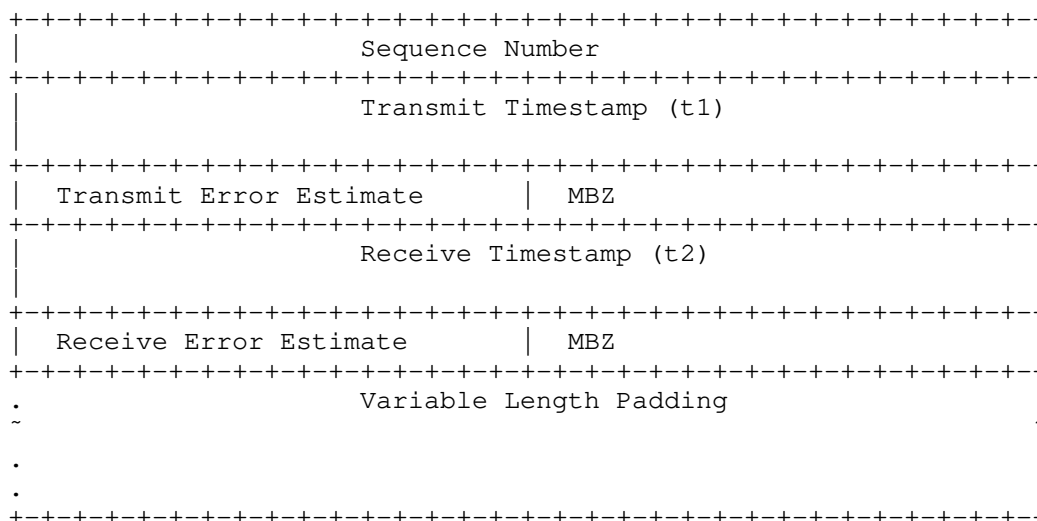 +-+-+-+-+-+-+-+-+-+-+-+-+-+-+-+-+-+-+-+-+-+-+-+-+-+-+-+-+-+-+-+-+-
|                     Sequence Number
+-+-+-+-+-+-+-+-+-+-+-+-+-+-+-+-+-+-+-+-+-+-+-+-+-+-+-+-+-+-+-+-+-
|                     Transmit Timestamp (t1)
|
+-+-+-+-+-+-+-+-+-+-+-+-+-+-+-+-+-+-+-+-+-+-+-+-+-+-+-+-+-+-+-+-+-
|  Transmit Error Estimate      |  MBZ
+-+-+-+-+-+-+-+-+-+-+-+-+-+-+-+-+-+-+-+-+-+-+-+-+-+-+-+-+-+-+-+-+-
|                     Receive Timestamp (t2)
|
+-+-+-+-+-+-+-+-+-+-+-+-+-+-+-+-+-+-+-+-+-+-+-+-+-+-+-+-+-+-+-+-+-
|  Receive Error Estimate       |  MBZ
+-+-+-+-+-+-+-+-+-+-+-+-+-+-+-+-+-+-+-+-+-+-+-+-+-+-+-+-+-+-+-+-+-
.                     Variable Length Padding
~                                                               ~
.
.
+-+-+-+-+-+-+-+-+-+-+-+-+-+-+-+-+-+-+-+-+-+-+-+-+-+-+-+-+-+-+-+-+-